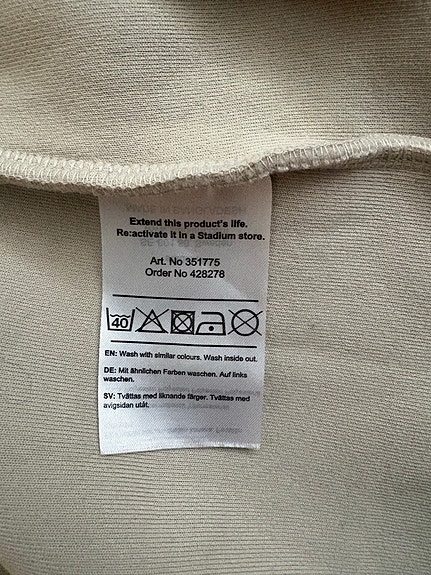 Extend this product's life.
Re:activate it in a Stadium store.
Art. No 351775
Order No 428278
40
EN: Wash with similar colours. Wash inside out.
DE: Mit ähnlichen Farben waschen. Auf links
waschen.
SV: Tvättas med liknande färger. Tvättas med
avigsidan utåt.